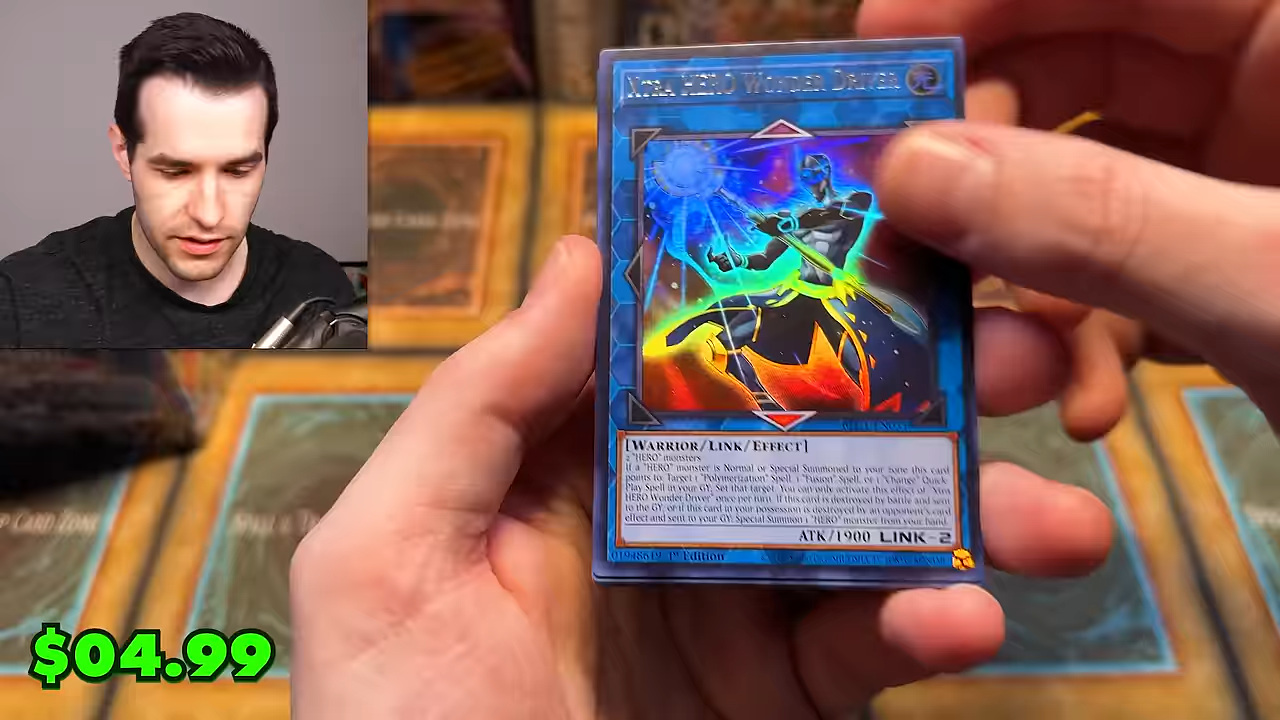 Xtra HERO Wonder Driver
[Warrior/Link/Effect]
2 "HERO" monsters
If a "HERO" monster is Normal or Special Summoned to your zone this card
points to: Target 1 "Polymerization" Spell, 1 "Fusion" Spell, or 1 "Change" Quick-
Play Spell in your GY; Set that target. You can only activate this effect of "Xtra
HERO Wonder Driver" once per turn. If this card is destroyed by battle and sent
to the GY, or if this card in your possession is destroyed by an opponent's card
effect and sent to your GY: Special Summon 1 "HERO" monster from your hand.
ATK/1900 LINK-2
01948619 1st Edition
Card Zone
Spell &
$04.99